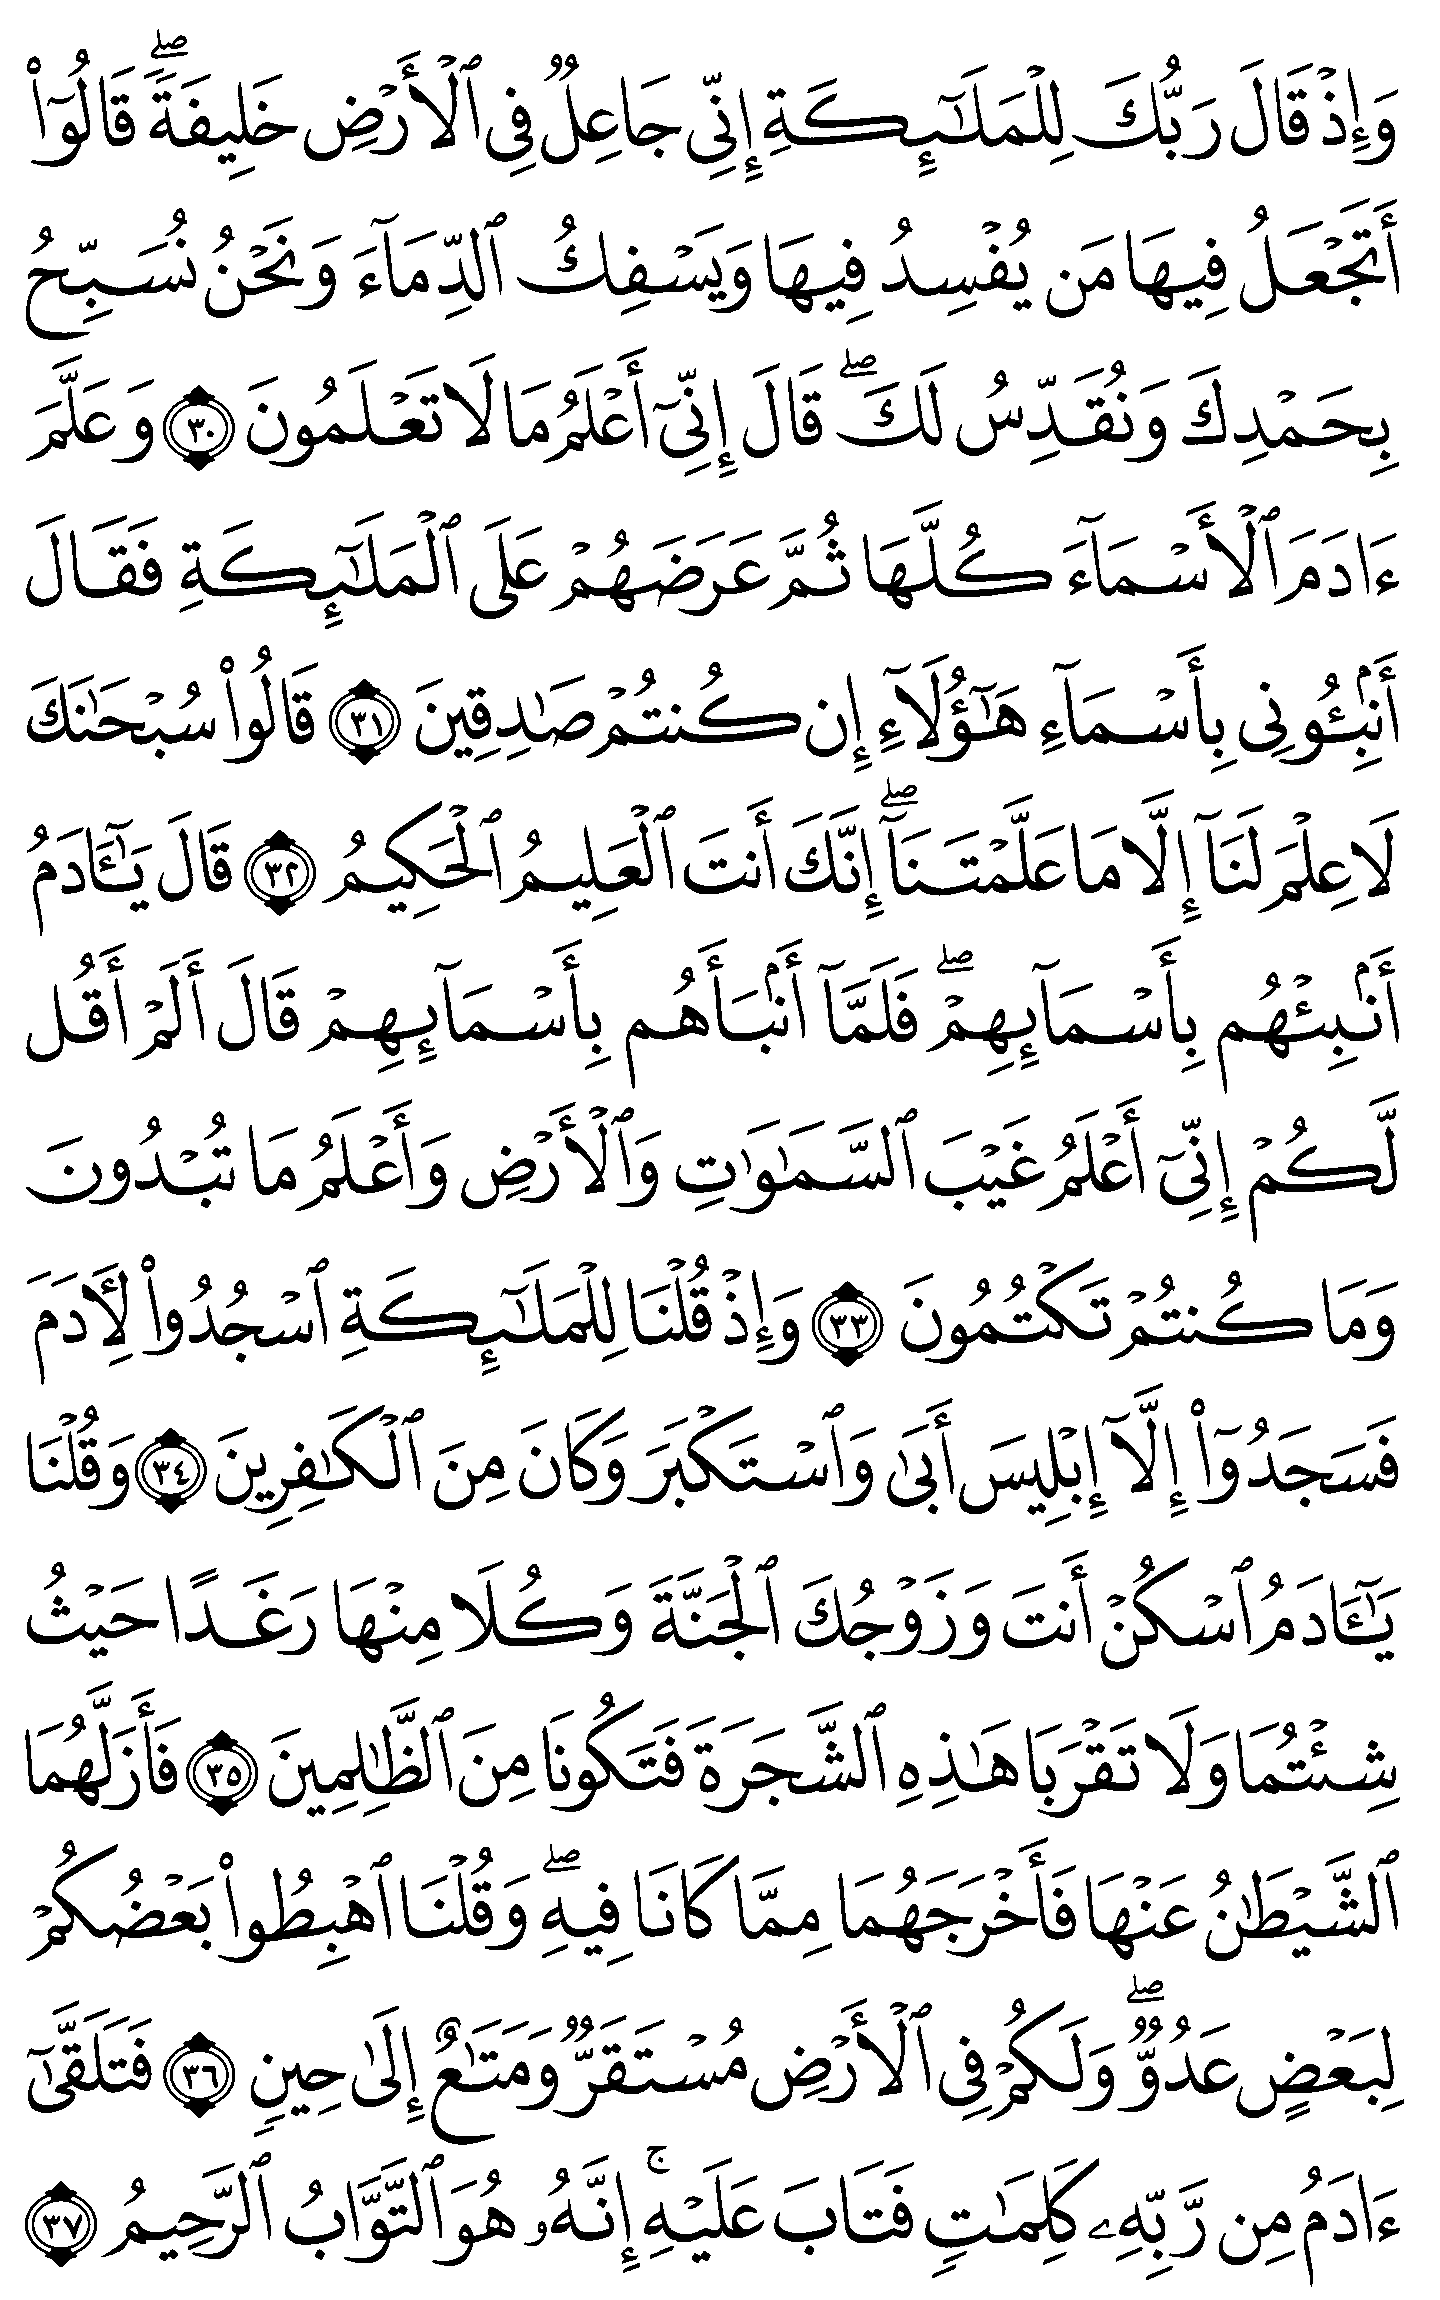 وَإِذْ قَالَ رَبُّكَ لِلْمَلَـٰٓئِكَةِ إِنِّى جَاعِلٌ فِى ٱلْأَرْضِ خَلِيفَةً ۖ قَالُوٓا۟
أَتَجْعَلُ فِيهَا مَن يُفْسِدُ فِيهَا وَيَسْفِكُ ٱلدِّمَآءَ وَنَحْنُ نُسَبِّحُ
بِحَمْدِكَ وَنُقَدِّسُ لَكَ ۖ قَالَ إِنِّىٓ أَعْلَمُ مَا لَا تَعْلَمُونَ ٣٠ وَعَلَّمَ
ءَادَمَ ٱلْأَسْمَآءَ كُلَّهَا ثُمَّ عَرَضَهُمْ عَلَى ٱلْمَلَـٰٓئِكَةِ فَقَالَ
أَنۢبِـُٔونِى بِأَسْمَآءِ هَـٰٓؤُلَآءِ إِن كُنتُمْ صَـٰدِقِينَ ٣١ قَالُوا۟ سُبْحَـٰنَكَ
لَا عِلْمَ لَنَآ إِلَّا مَا عَلَّمْتَنَآ ۖ إِنَّكَ أَنتَ ٱلْعَلِيمُ ٱلْحَكِيمُ ٣٢ قَالَ يَـٰٓـَٔادَمُ
أَنۢبِئْهُم بِأَسْمَآئِهِمْ ۖ فَلَمَّآ أَنۢبَأَهُم بِأَسْمَآئِهِمْ قَالَ أَلَمْ أَقُل
لَّكُمْ إِنِّىٓ أَعْلَمُ غَيْبَ ٱلسَّمَـٰوَٰتِ وَٱلْأَرْضِ وَأَعْلَمُ مَا تُبْدُونَ
وَمَا كُنتُمْ تَكْتُمُونَ ٣٣ وَإِذْ قُلْنَا لِلْمَلَـٰٓئِكَةِ ٱسْجُدُوا۟ لِـَٔادَمَ
فَسَجَدُوٓا۟ إِلَّآ إِبْلِيسَ أَبَىٰ وَٱسْتَكْبَرَ وَكَانَ مِنَ ٱلْكَـٰفِرِينَ ٣٤ وَقُلْنَا
يَـٰٓـَٔادَمُ ٱسْكُنْ أَنتَ وَزَوْجُكَ ٱلْجَنَّةَ وَكُلَا مِنْهَا رَغَدًا حَيْثُ
شِئْتُمَا وَلَا تَقْرَبَا هَـٰذِهِ ٱلشَّجَرَةَ فَتَكُونَا مِنَ ٱلظَّـٰلِمِينَ ٣٥ فَأَزَلَّهُمَا
ٱلشَّيْطَـٰنُ عَنْهَا فَأَخْرَجَهُمَا مِمَّا كَانَا فِيهِ ۖ وَقُلْنَا ٱهْبِطُوا۟ بَعْضُكُمْ
لِبَعْضٍ عَدُوٌّ ۖ وَلَكُمْ فِى ٱلْأَرْضِ مُسْتَقَرٌّ وَمَتَـٰعٌ إِلَىٰ حِينٍ ٣٦ فَتَلَقَّىٰٓ
ءَادَمُ مِن رَّبِّهِۦ كَلِمَـٰتٍ فَتَابَ عَلَيْهِ ۚ إِنَّهُۥ هُوَ ٱلتَّوَّابُ ٱلرَّحِيمُ ٣٧